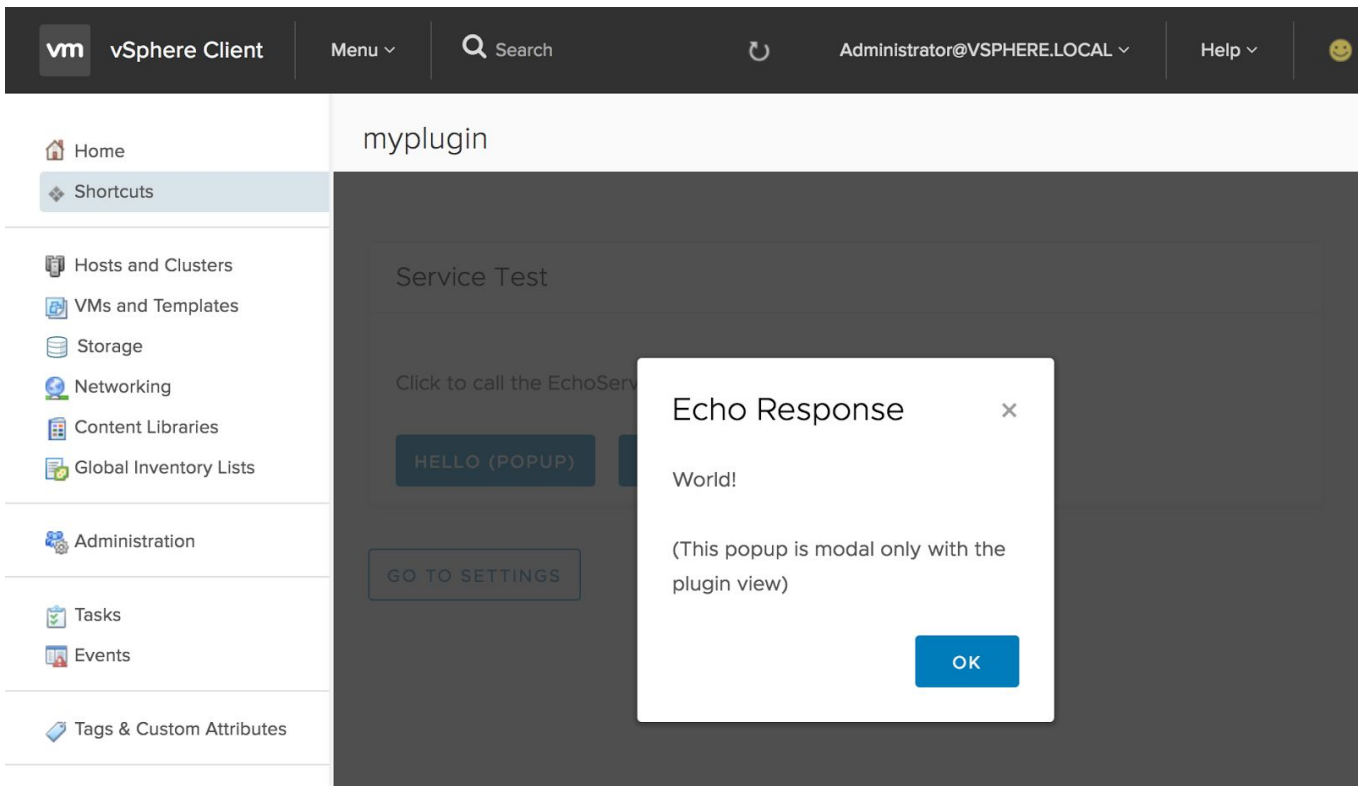 vm vSphere Client Menu Search Administrator@VSPHERE.LOCAL Help
myplugin
Home
Shortcuts
Hosts and Clusters
VMs and Templates
Storage
Networking
Content Libraries
Global Inventory Lists
Administration
Tasks
Events
Tags & Custom Attributes
Service Test
Click to call the EchoServ
HELLO (POPUP)
GO TO SETTINGS
Echo Response
World!
(This popup is modal only with the
plugin view)
OK